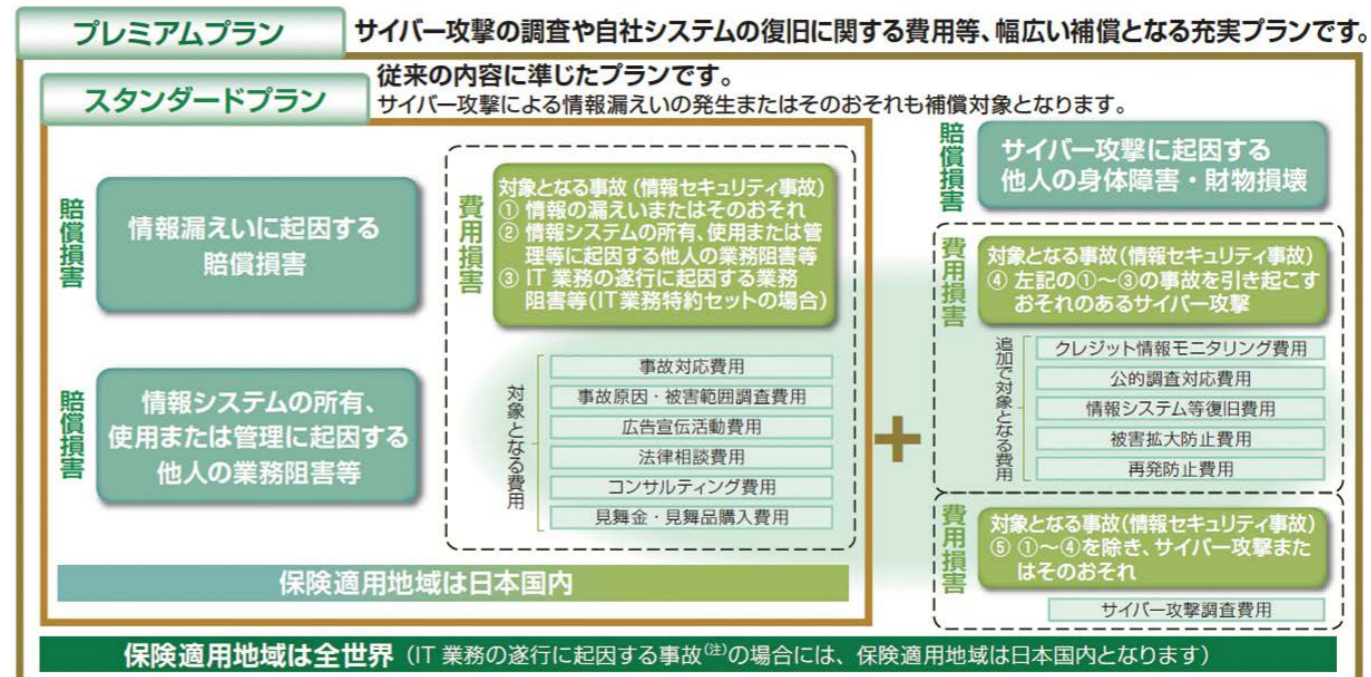 プレミアムプラン
サイバー攻撃の調査や自社システムの復旧に関する費用等、幅広い補償となる充実プランです。
スタンダードプラン
従来の内容に準じたプランです。
サイバー攻撃による情報漏えいの発生またはそのおそれも補償対象となります。
賠償損害
情報漏えいに起因する
賠償損害
賠償損害
情報システムの所有、
使用または管理に起因する
他人の業務阻害等
費用損害
対象となる事故(情報セキュリティ事故)
① 情報の漏えいまたはそのおそれ
② 情報システムの所有、使用または管
理等に起因する他人の業務阻害等
③ IT 業務の遂行に起因する業務
阻害等(IT業務特約セットの場合)
対象となる費用
事故対応費用
事故原因・被害範囲調査費用
広告宣伝活動費用
法律相談費用
コンサルティング費用
見舞金・見舞品購入費用
保険適用地域は日本国内
+
賠償損害
サイバー攻撃に起因する
他人の身体障害・財物損壊
費用損害
対象となる事故(情報セキュリティ事故)
④ 左記の①〜③の事故を引き起こす
おそれのあるサイバー攻撃
追加で対象となる費用
クレジット情報モニタリング費用
公的調査対応費用
情報システム等復旧費用
被害拡大防止費用
再発防止費用
費用損害
対象となる事故(情報セキュリティ事故)
⑤ ①〜④を除き、サイバー攻撃また
はそのおそれ
サイバー攻撃調査費用
保険適用地域は全世界(IT 業務の遂行に起因する事故(注)の場合には、保険適用地域は日本国内となります)